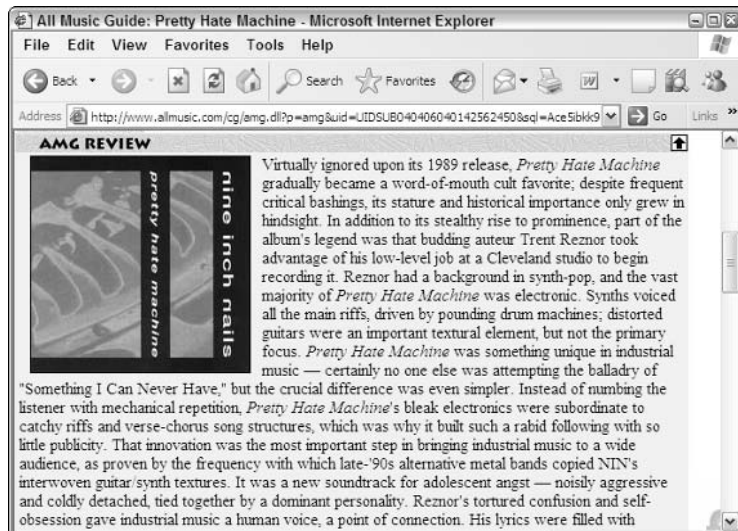 All Music Guide: Pretty Hate Machine - Microsoft Internet Explorer
File Edit View Favorites Tools Help
Back Search Favorites
Address http://www.allmusic.com/cg/amg.dll?p=amg&uid=UIDSUB040406040142562450&sql=Ace5ibkk9 Go Links »
AMG REVIEW
nine inch nails
pretty hate machine
Virtually ignored upon its 1989 release, Pretty Hate Machine
gradually became a word-of-mouth cult favorite; despite frequent
critical bashings, its stature and historical importance only grew in
hindsight. In addition to its stealthy rise to prominence, part of the
album's legend was that budding auteur Trent Reznor took
advantage of his low-level job at a Cleveland studio to begin
recording it. Reznor had a background in synth-pop, and the vast
majority of Pretty Hate Machine was electronic. Synths voiced
all the main riffs, driven by pounding drum machines; distorted
guitars were an important textural element, but not the primary
focus. Pretty Hate Machine was something unique in industrial
music — certainly no one else was attempting the balladry of
"Something I Can Never Have," but the crucial difference was even simpler. Instead of numbing the
listener with mechanical repetition, Pretty Hate Machine's bleak electronics were subordinate to
catchy riffs and verse-chorus song structures, which was why it built such a rabid following with so
little publicity. That innovation was the most important step in bringing industrial music to a wide
audience, as proven by the frequency with which late-'90s alternative metal bands copied NIN's
interwoven guitar/synth textures. It was a new soundtrack for adolescent angst — noisily aggressive
and coldly detached, tied together by a dominant personality. Reznor's tortured confusion and self-
obsession gave industrial music a human voice, a point of connection. His lyrics were filled with